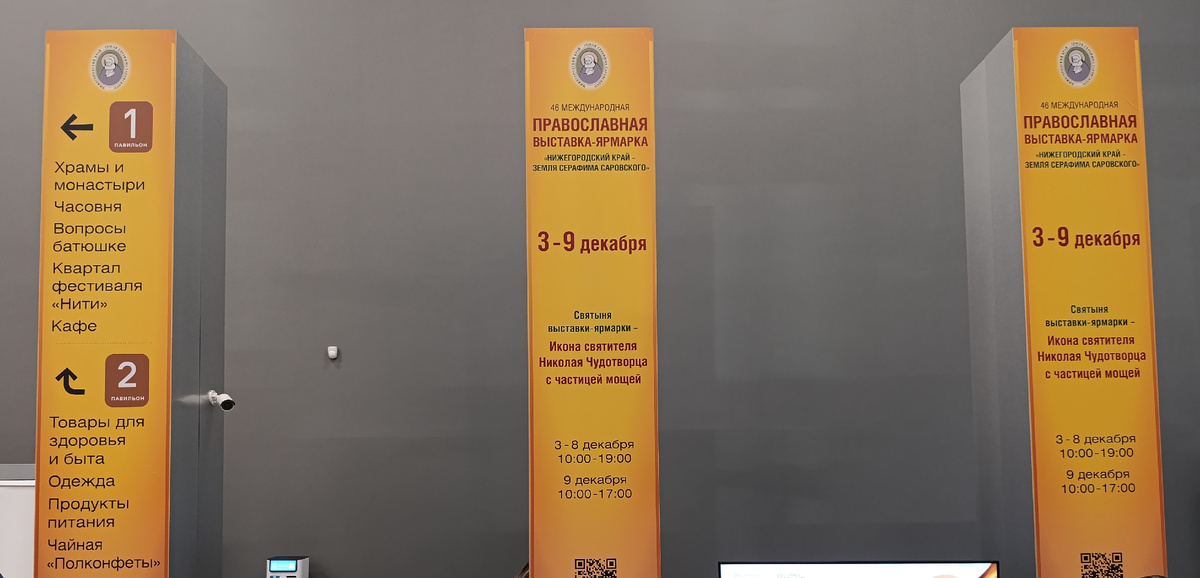 1
ПАВИЛЬОН
Храмы и
монастыри
Часовня
Вопросы
батюшке
Квартал
фестиваля
«Нити»
Кафе
2
ПАВИЛЬОН
Товары для
здоровья
и быта
Одежда
Продукты
питания
Чайная
«Полконфеты»
46 МЕЖДУНАРОДНАЯ
ПРАВОСЛАВНАЯ
ВЫСТАВКА-ЯРМАРКА
«НИЖЕГОРОДСКИЙ КРАЙ –
ЗЕМЛЯ СЕРАФИМА САРОВСКОГО»
3-9 декабря
Святыня
выставки-ярмарки –
Икона святителя
Николая Чудотворца
с частицей мощей
3-8 декабря
10:00-19:00
9 декабря
10:00-17:00
46 МЕЖДУНАРОДНАЯ
ПРАВОСЛАВНАЯ
ВЫСТАВКА-ЯРМАРКА
«НИЖЕГОРОДСКИЙ КРАЙ –
ЗЕМЛЯ СЕРАФИМА САРОВСКОГО»
3-9 декабря
Святыня
выставки-ярмарки –
Икона святителя
Николая Чудотворца
с частицей мощей
3-8 декабря
10:00-19:00
9 декабря
10:00-17:00